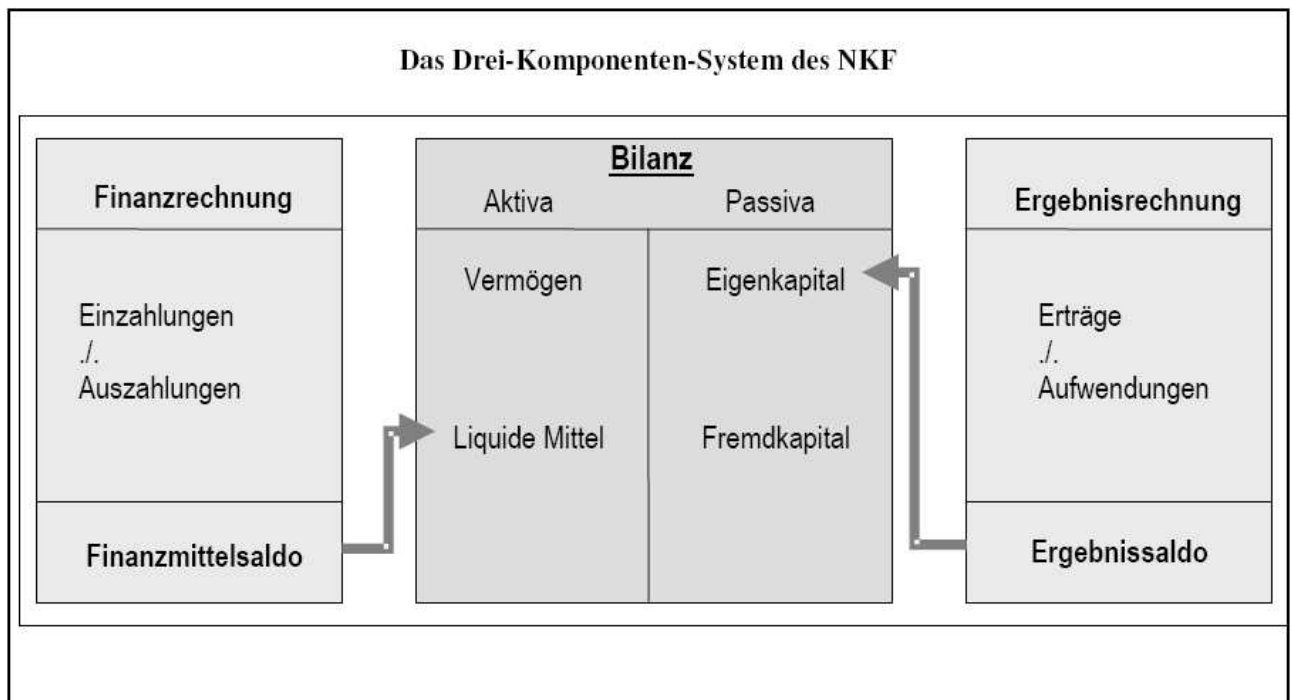 Das Drei-Komponenten-System des NKF
Finanzrechnung
Einzahlungen
./.
Auszahlungen
Finanzmittelsaldo
Bilanz
Aktiva Passiva
Vermögen Eigenkapital
Liquide Mittel Fremdkapital
Ergebnisrechnung
Erträge
./.
Aufwendungen
Ergebnissaldo